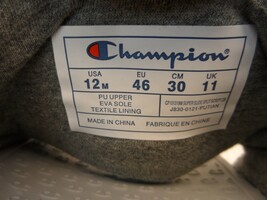 Champion
USA EU CM UK
12M 46 30 11
PU UPPER
EVA SOLE
TEXTILE LINING
MADE IN CHINA FABRIQUE EN CHINE